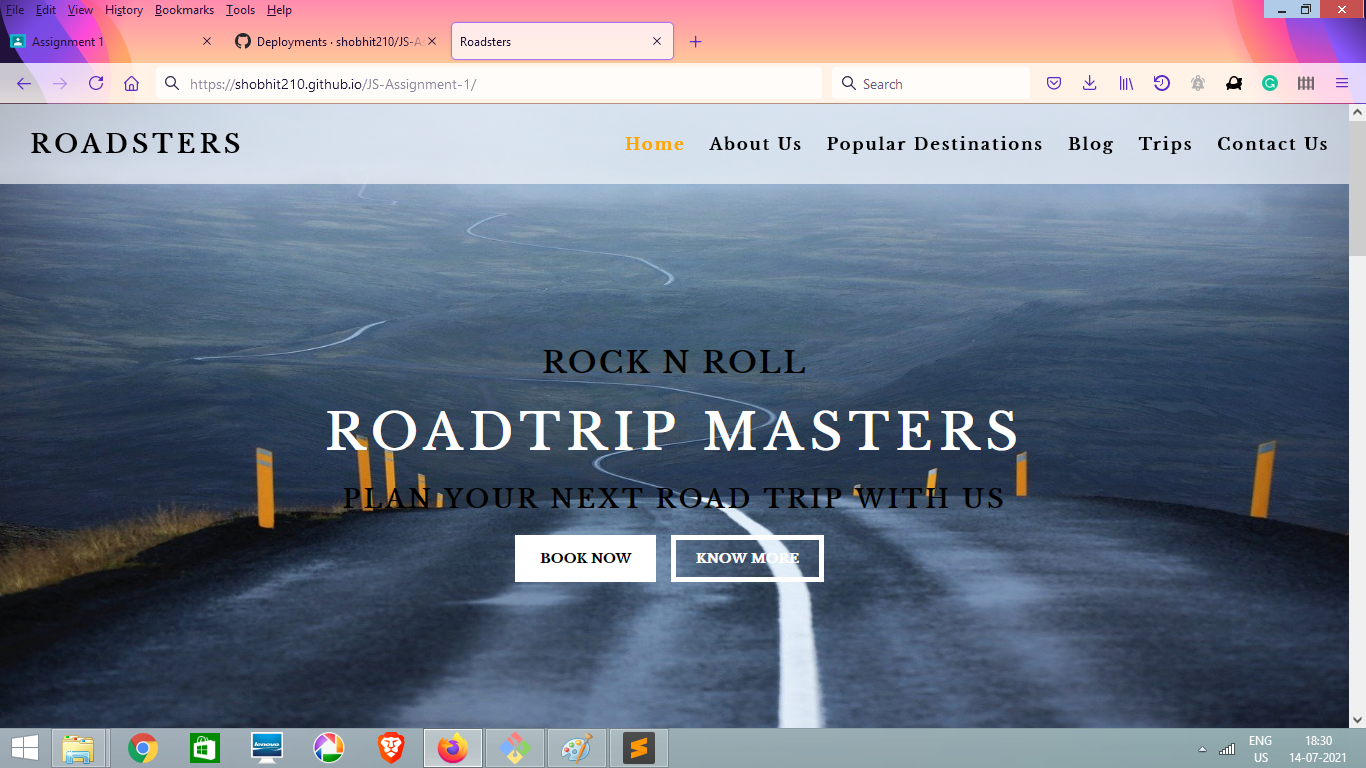 File Edit View History Bookmarks Tools Help
Assignment 1
Deployments · shobhit210/JS-As
Roadsters
https://shobhit210.github.io/JS-Assignment-1/
Search
ROADSTERS
Home About Us Popular Destinations Blog Trips Contact Us
ROCK N ROLL
ROADTRIP MASTERS
PLAN YOUR NEXT ROAD TRIP WITH US
BOOK NOW KNOW MORE
lenovo
ENG 18:30
US 14-07-2021